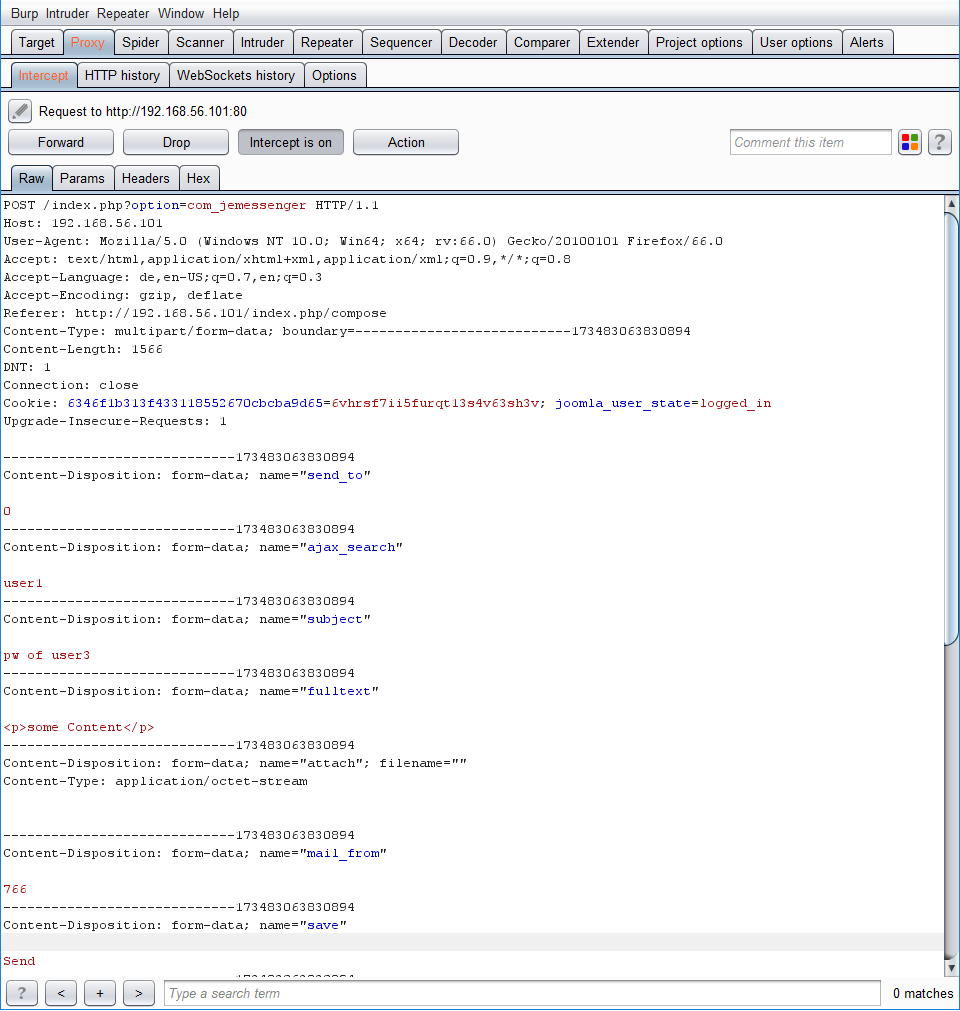 Burp Intruder Repeater Window Help
Target Proxy Spider Scanner Intruder Repeater Sequencer Decoder Comparer Extender Project options User options Alerts
Intercept HTTP history WebSockets history Options
Request to http://192.168.56.101:80
Forward Drop Intercept is on Action Comment this item ?
Raw Params Headers Hex
POST /index.php?option=com_jemessenger HTTP/1.1
Host: 192.168.56.101
User-Agent: Mozilla/5.0 (Windows NT 10.0; Win64; x64; rv:66.0) Gecko/20100101 Firefox/66.0
Accept: text/html,application/xhtml+xml,application/xml;q=0.9,*/*;q=0.8
Accept-Language: de,en-US;q=0.7,en;q=0.3
Accept-Encoding: gzip, deflate
Referer: http://192.168.56.101/index.php/compose
Content-Type: multipart/form-data; boundary=---------------------------173483063830894
Content-Length: 1566
DNT: 1
Connection: close
Cookie: 6346f1b313f433118552670cbcba9d65=6vhrsf7ii5furqt13s4v63sh3v; joomla_user_state=logged_in
Upgrade-Insecure-Requests: 1
-----------------------------173483063830894
Content-Disposition: form-data; name="send_to"
0
-----------------------------173483063830894
Content-Disposition: form-data; name="ajax_search"
user1
-----------------------------173483063830894
Content-Disposition: form-data; name="subject"
pw of user3
-----------------------------173483063830894
Content-Disposition: form-data; name="fulltext"
<p>some Content</p>
-----------------------------173483063830894
Content-Disposition: form-data; name="attach"; filename=""
Content-Type: application/octet-stream
-----------------------------173483063830894
Content-Disposition: form-data; name="mail_from"
766
-----------------------------173483063830894
Content-Disposition: form-data; name="save"
Send
-----------------------------173483063830894
? < + > Type a search term 0 matches